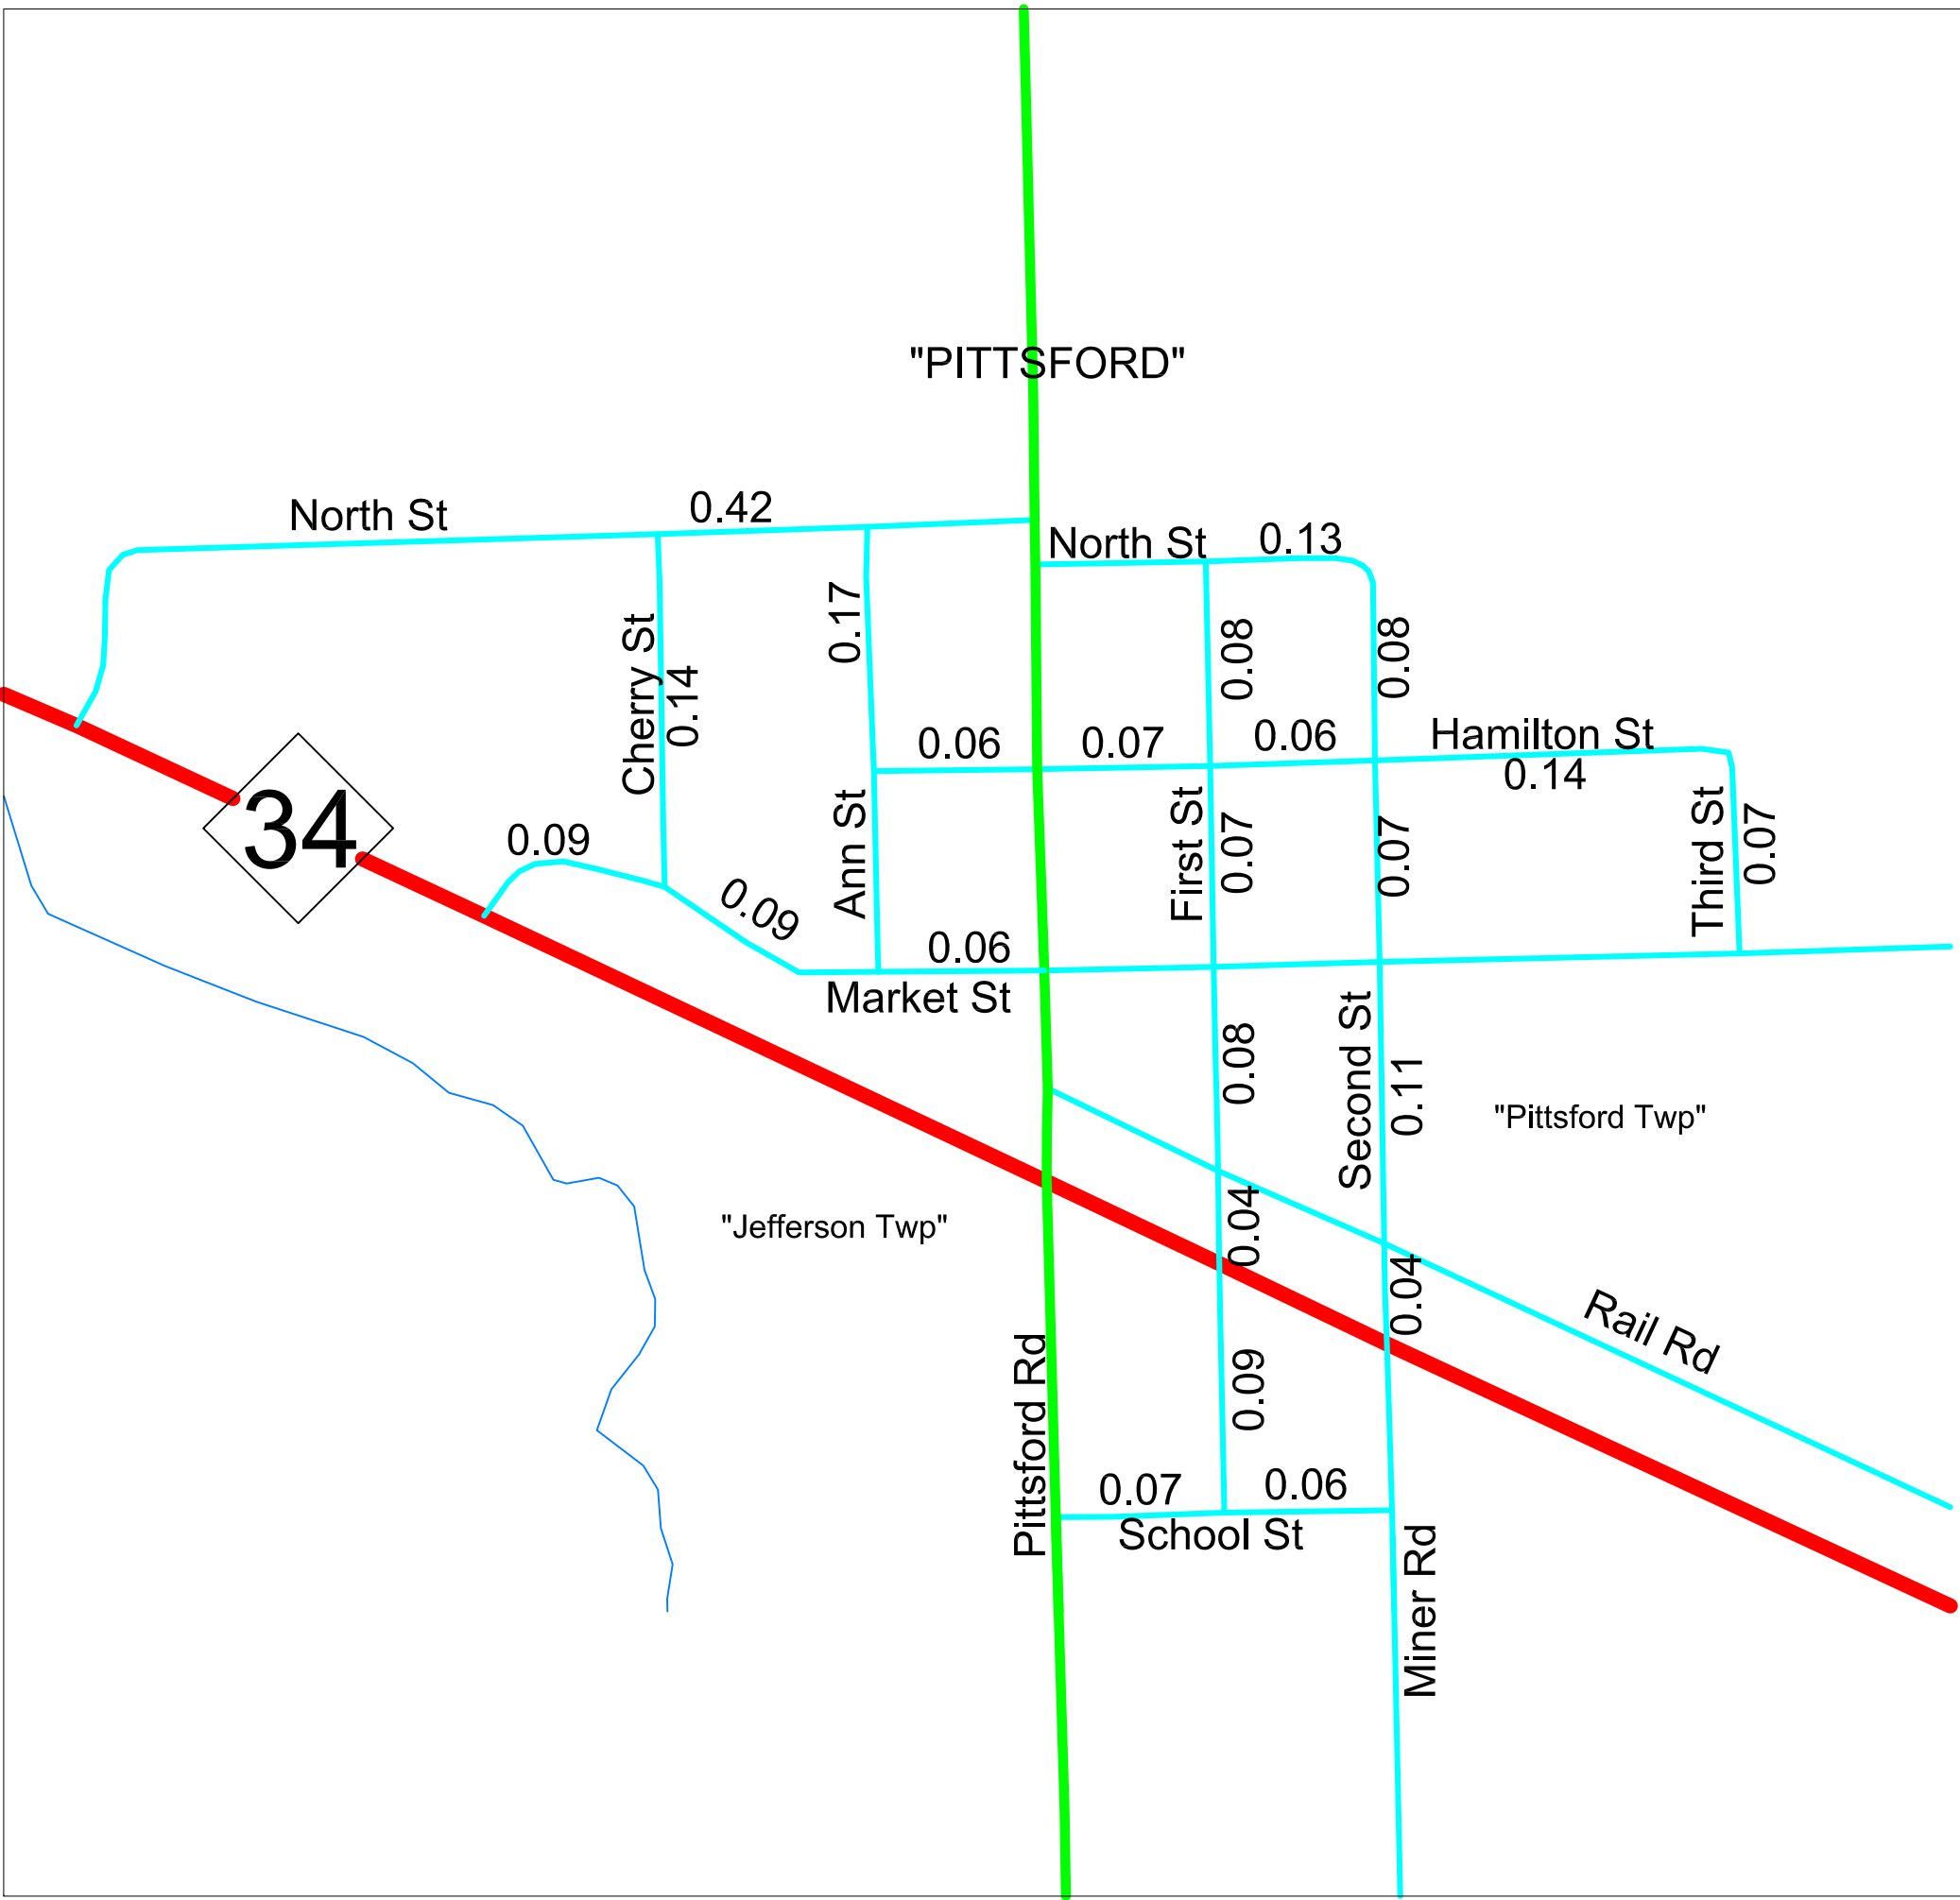 "PITTSFORD"
North St
0.42
North St
0.13
0.17
Cherry St
0.14
0.08
0.08
0.06
0.07
0.06
Hamilton St
0.14
34
0.09
0.09
Ann St
First St
0.07
0.07
Third St
0.07
0.06
Market St
0.08
Second St
0.11
"Pittsford Twp"
"Jefferson Twp"
0.04
0.04
Rail Rd
Pittsford Rd
0.09
0.07
0.06
School St
Miner Rd